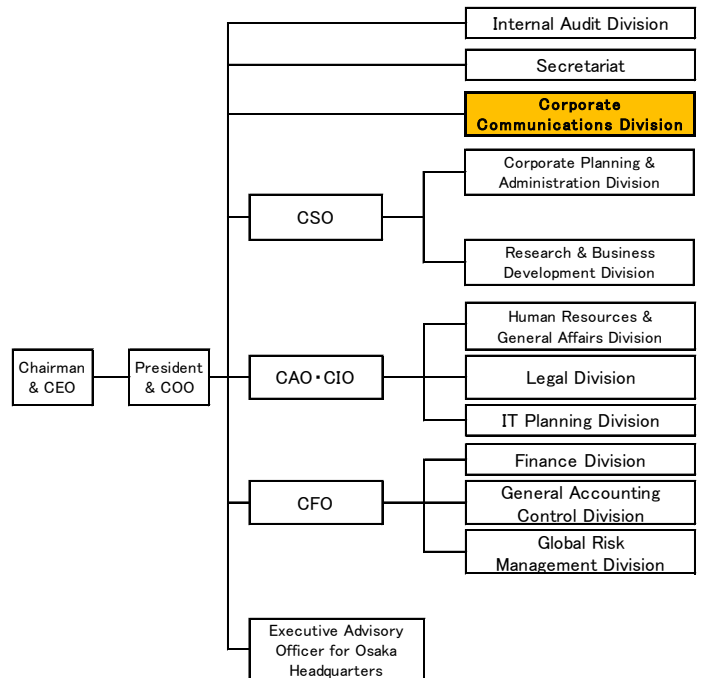 Internal Audit Division
Secretariat
Corporate
Communications Division
Corporate Planning &
Administration Division
CSO
Research & Business
Development Division
Human Resources &
General Affairs Division
Chairman
& CEO
President
& COO
CAO・CIO
Legal Division
IT Planning Division
Finance Division
CFO
General Accounting
Control Division
Global Risk
Management Division
Executive Advisory
Officer for Osaka
Headquarters